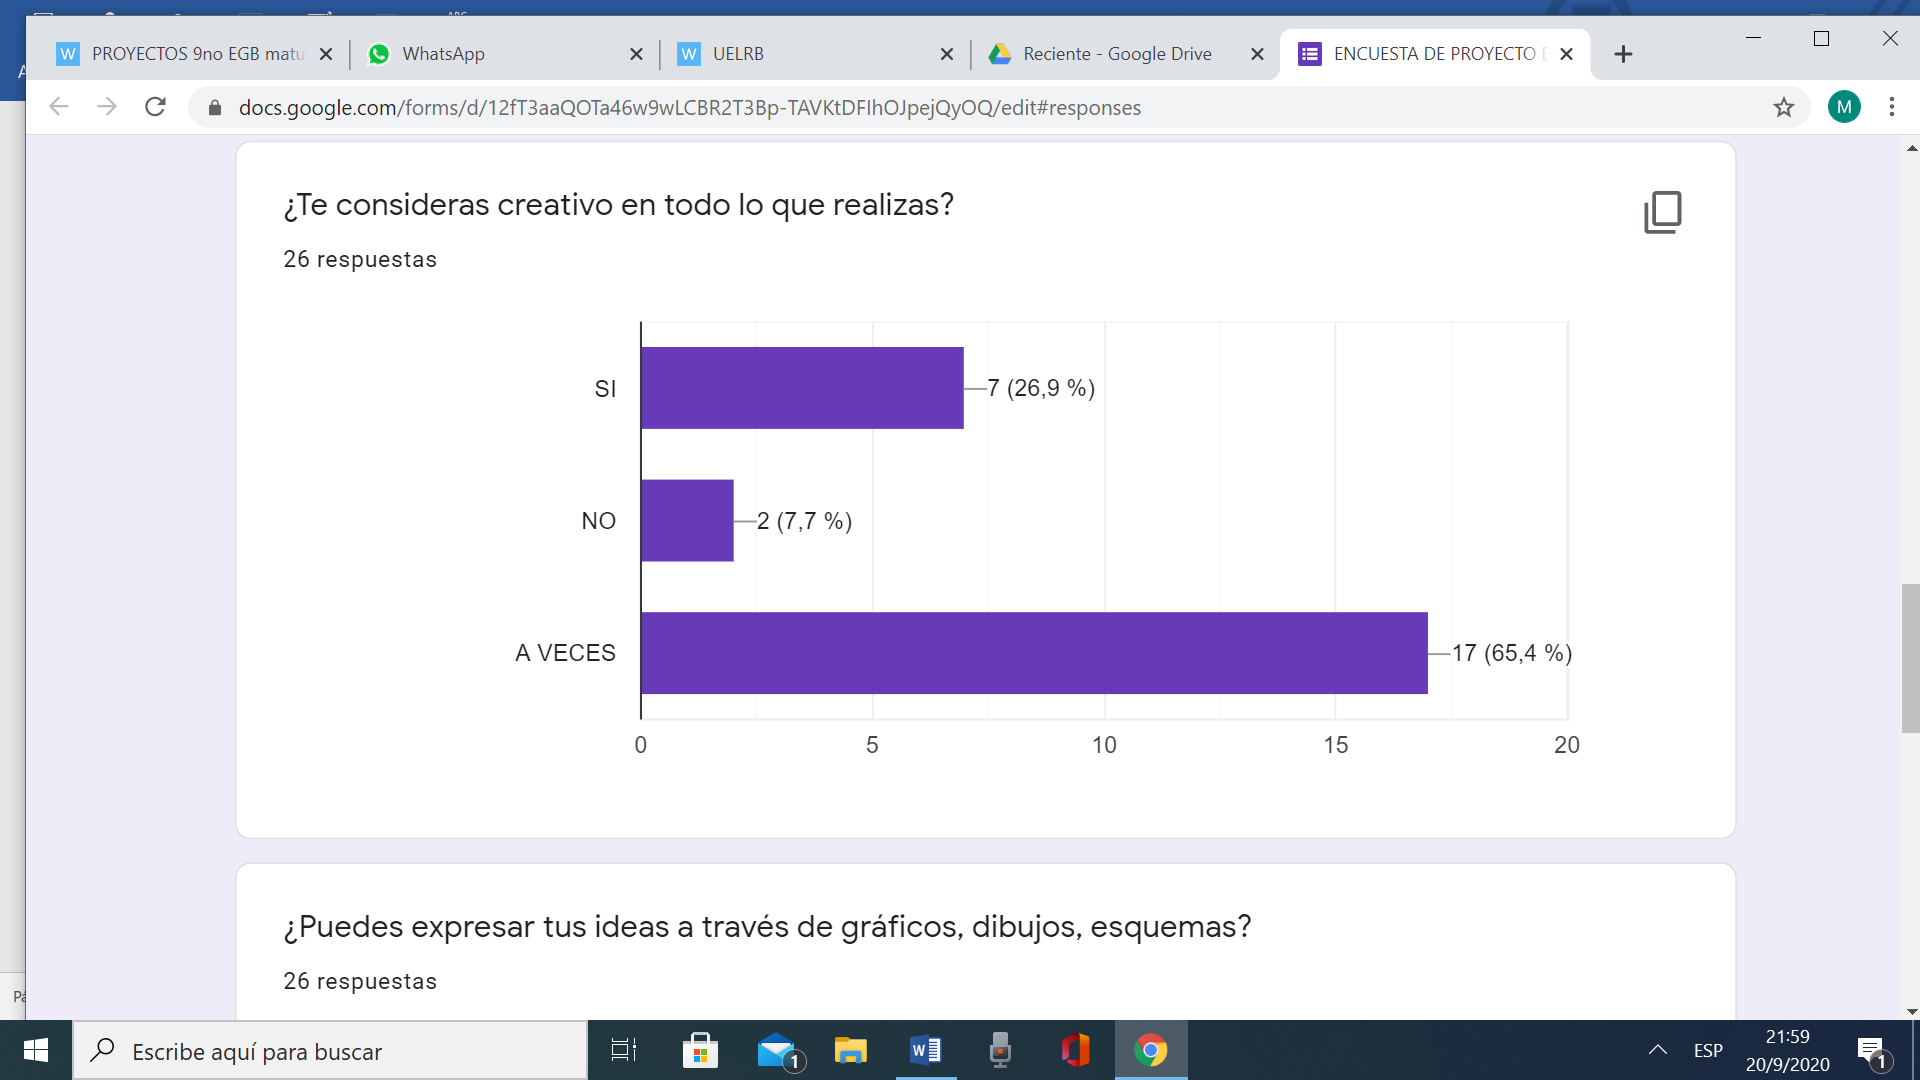 PROYECTOS 9no EGB matu
WhatsApp
UELRB
Reciente - Google Drive
ENCUESTA DE PROYECTO
docs.google.com/forms/d/12fT3aaQOTa46w9wLCBR2T3Bp-TAVKtDFIhOJpejQyOQ/edit#responses
M
¿Te consideras creativo en todo lo que realizas?
26 respuestas
SI
7 (26,9 %)
NO
2 (7,7 %)
A VECES
17 (65,4 %)
0 5 10 15 20
¿Puedes expresar tus ideas a través de gráficos, dibujos, esquemas?
26 respuestas
Escribe aquí para buscar
1
ESP
21:59
20/9/2020
1